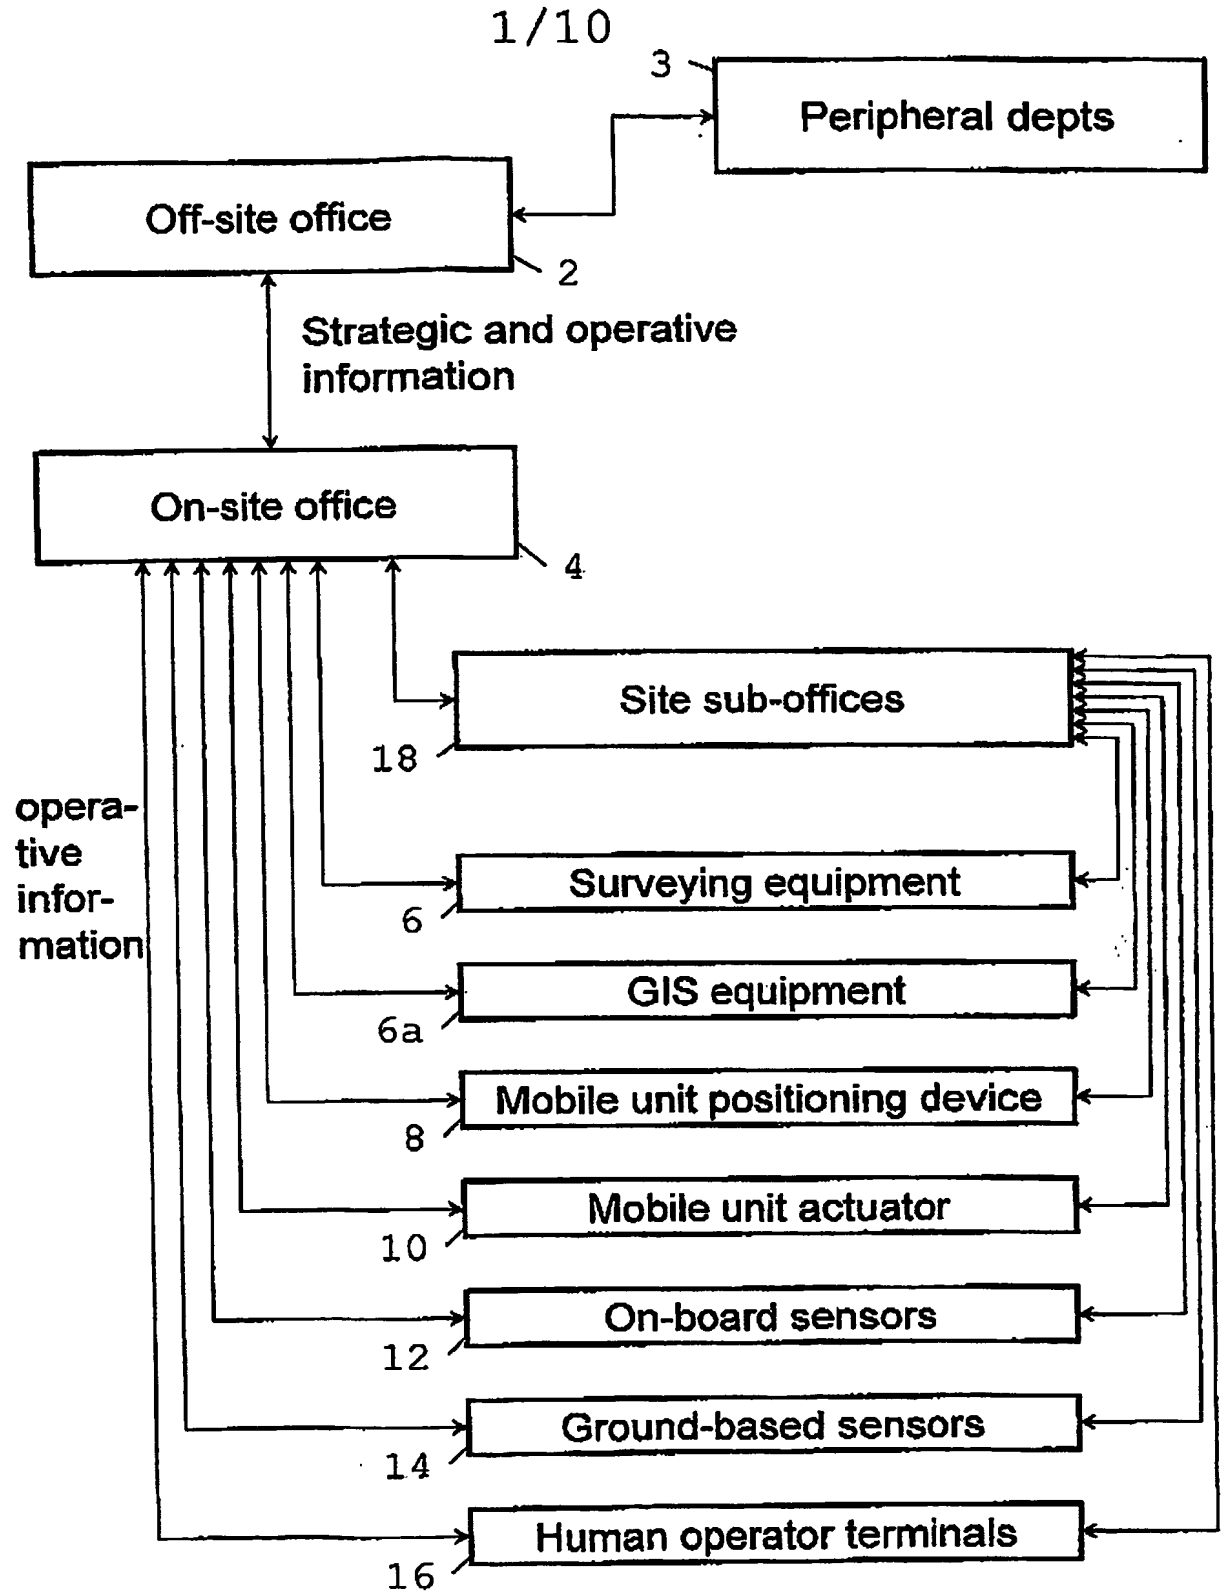 1/10
3
Peripheral depts
Off-site office
2
Strategic and operative
information
On-site office
4
Site sub-offices
18
opera-
tive
infor-
mation
Surveying equipment
6
GIS equipment
6a
Mobile unit positioning device
8
Mobile unit actuator
10
On-board sensors
12
Ground-based sensors
14
Human operator terminals
16